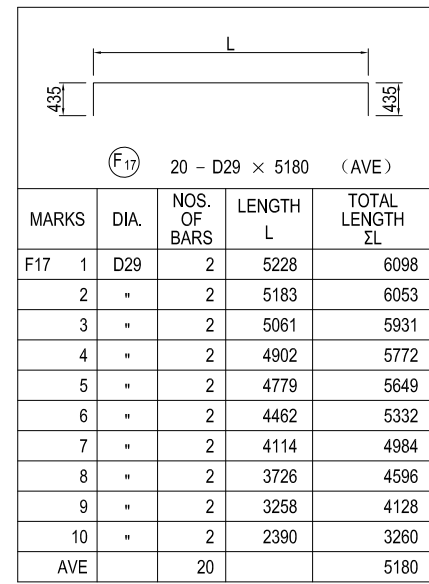 L
435
435
F17 20 – D29 × 5180 (AVE)
MARKS DIA. NOS. OF BARS LENGTH L TOTAL LENGTH ΣL
F17 1 D29 2 5228 6098
2 " 2 5183 6053
3 " 2 5061 5931
4 " 2 4902 5772
5 " 2 4779 5649
6 " 2 4462 5332
7 " 2 4114 4984
8 " 2 3726 4596
9 " 2 3258 4128
10 " 2 2390 3260
AVE 20 5180